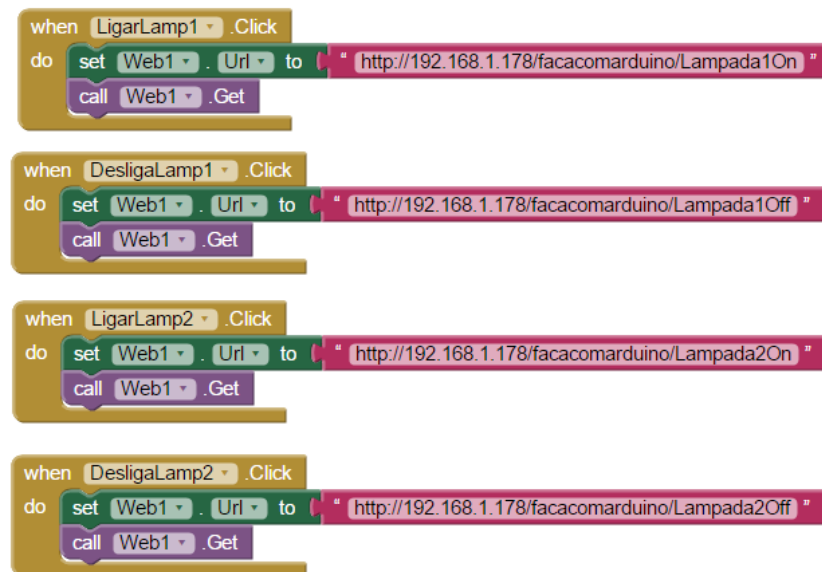 when LigarLamp1 .Click
do set Web1 . Url to " http://192.168.1.178/facacomarduino/Lampada1On "
call Web1 .Get
when DesligaLamp1 .Click
do set Web1 . Url to " http://192.168.1.178/facacomarduino/Lampada1Off "
call Web1 .Get
when LigarLamp2 .Click
do set Web1 . Url to " http://192.168.1.178/facacomarduino/Lampada2On "
call Web1 .Get
when DesligaLamp2 .Click
do set Web1 . Url to " http://192.168.1.178/facacomarduino/Lampada2Off "
call Web1 .Get